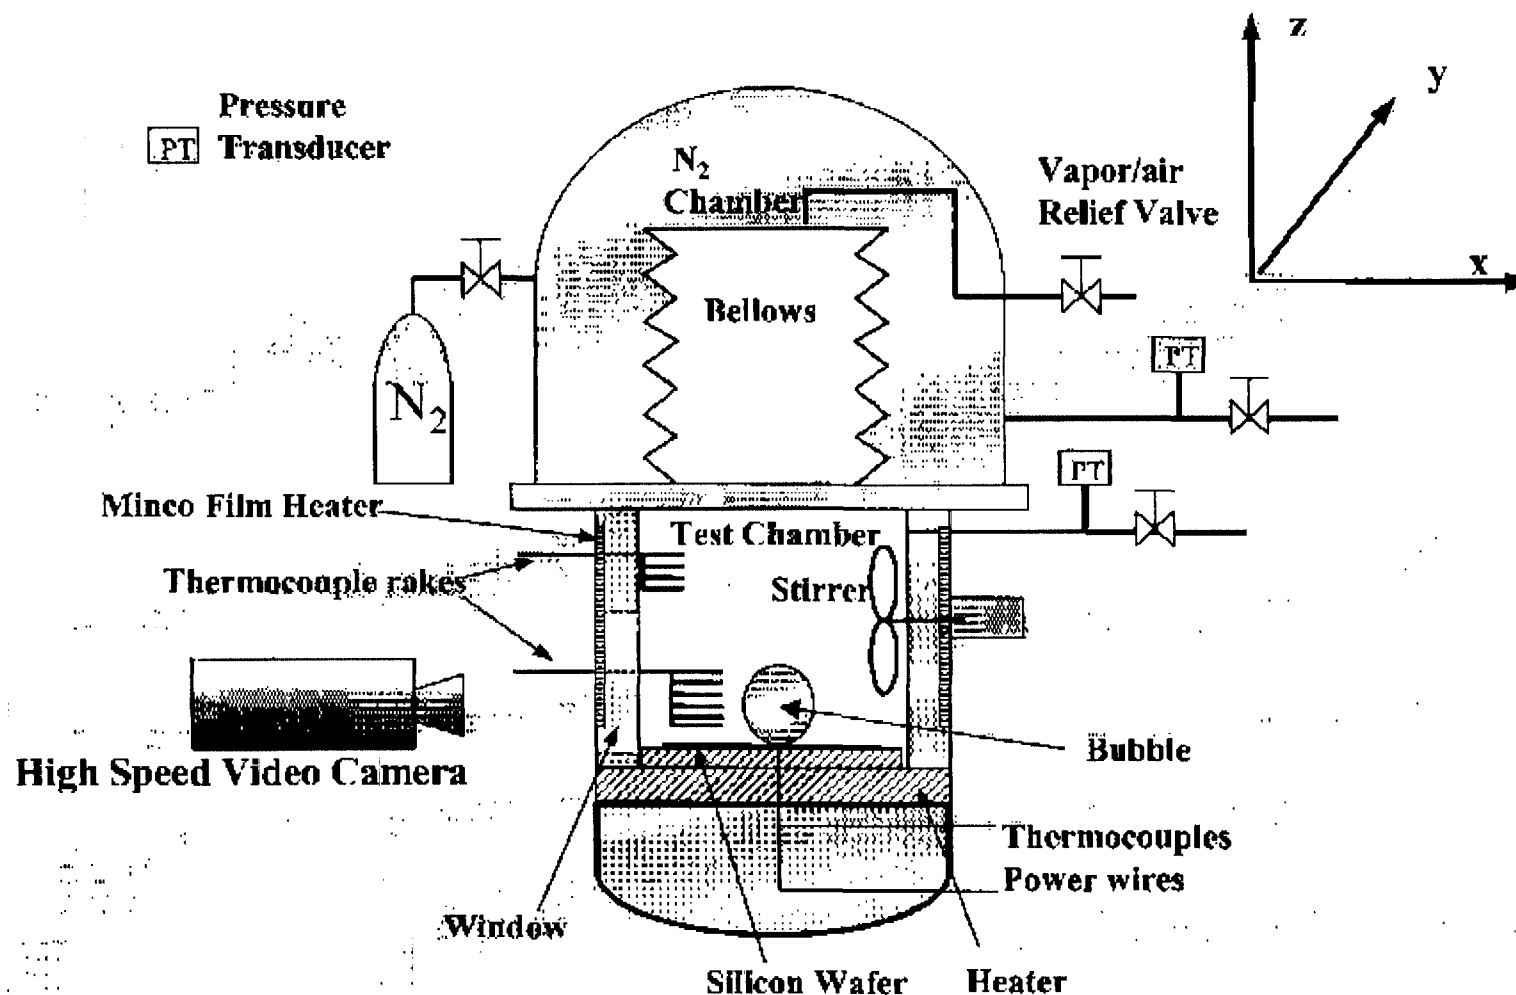 z
y
Pressure
PT Transducer
N2
Chamber
Vapor/air
Relief Valve
x
Bellows
PT
N2
PT
Minco Film Heater
Test Chamber
Thermocouple rakes
Stirrer
Bubble
High Speed Video Camera
Thermocouples
Power wires
Window
Silicon Wafer
Heater